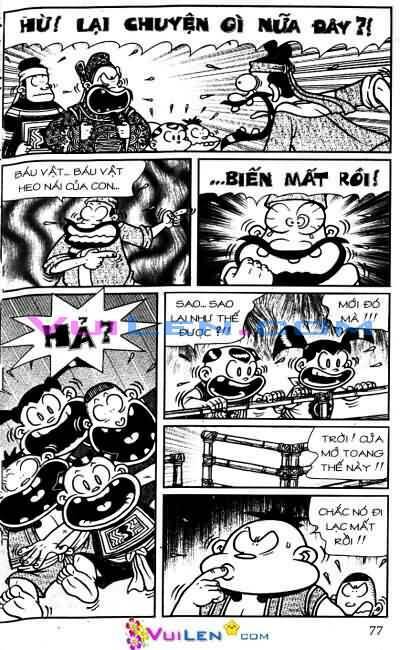 HỪ! LẠI CHUYỆN GÌ NỮA ĐÂY?!
BÁU VẬT... BÁU VẬT
HEO NÁI CỦA CON...
...BIẾN MẤT RỒI!
HẢ?
SAO... SAO
LẠI NHƯ THẾ
ĐƯỢC?!
MỚI ĐÓ
MÀ!!!
VuiLen.com
TRỜI! CỬA
MỞ TOANG
THẾ NÀY!!
CHẮC NÓ ĐI
LẠC MẤT
RỒI!!
77
VuiLen.com